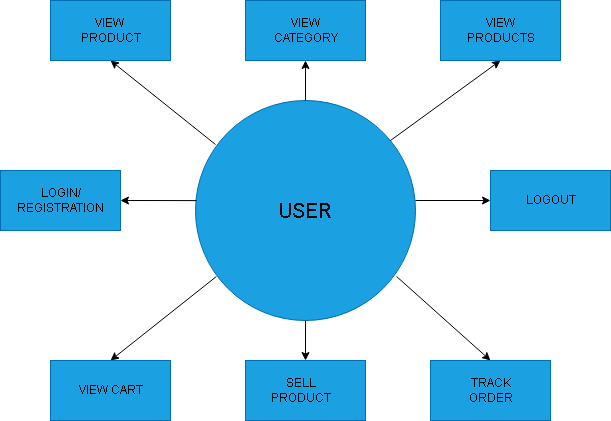 VIEW
PRODUCT
VIEW
CATEGORY
VIEW
PRODUCTS
LOGIN/
REGISTRATION
USER
LOGOUT
VIEW CART
SELL
PRODUCT
TRACK
ORDER